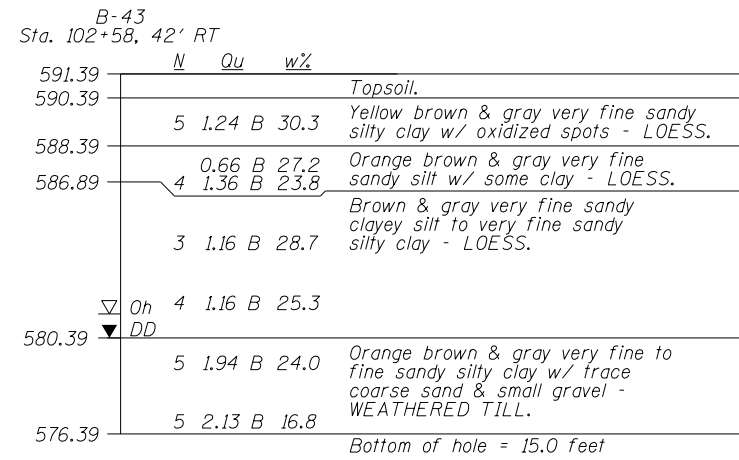 B-43
Sta. 102+58, 42' RT
N Qu w%
591.39
Topsoil.
590.39
5 1.24 B 30.3 Yellow brown & gray very fine sandy
silty clay w/ oxidized spots - LOESS.
588.39
0.66 B 27.2 Orange brown & gray very fine
586.89 4 1.36 B 23.8 sandy silt w/ some clay - LOESS.
Brown & gray very fine sandy
clayey silt to very fine sandy
3 1.16 B 28.7 silty clay - LOESS.
0h 4 1.16 B 25.3
DD
580.39
5 1.94 B 24.0 Orange brown & gray very fine to
fine sandy silty clay w/ trace
coarse sand & small gravel -
WEATHERED TILL.
5 2.13 B 16.8
576.39
Bottom of hole = 15.0 feet